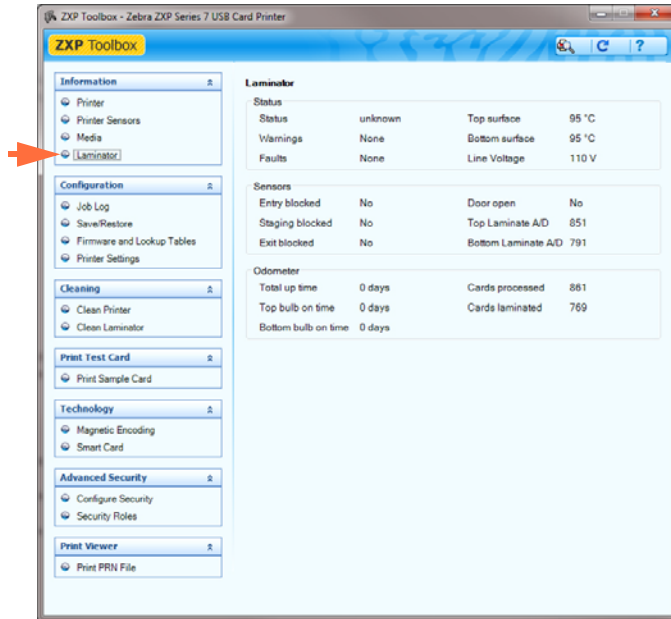 ZXP Toolbox - Zebra ZXP Series 7 USB Card Printer
ZXP Toolbox
?
Information
Printer
Printer Sensors
Media
Laminator
Configuration
Job Log
Save/Restore
Firmware and Lookup Tables
Printer Settings
Cleaning
Clean Printer
Clean Laminator
Print Test Card
Print Sample Card
Technology
Magnetic Encoding
Smart Card
Advanced Security
Configure Security
Security Roles
Print Viewer
Print PRN File
Laminator
Status
Status unknown Top surface 95 °C
Warnings None Bottom surface 95 °C
Faults None Line Voltage 110 V
Sensors
Entry blocked No Door open No
Staging blocked No Top Laminate A/D 851
Exit blocked No Bottom Laminate A/D 791
Odometer
Total up time 0 days Cards processed 861
Top bulb on time 0 days Cards laminated 769
Bottom bulb on time 0 days